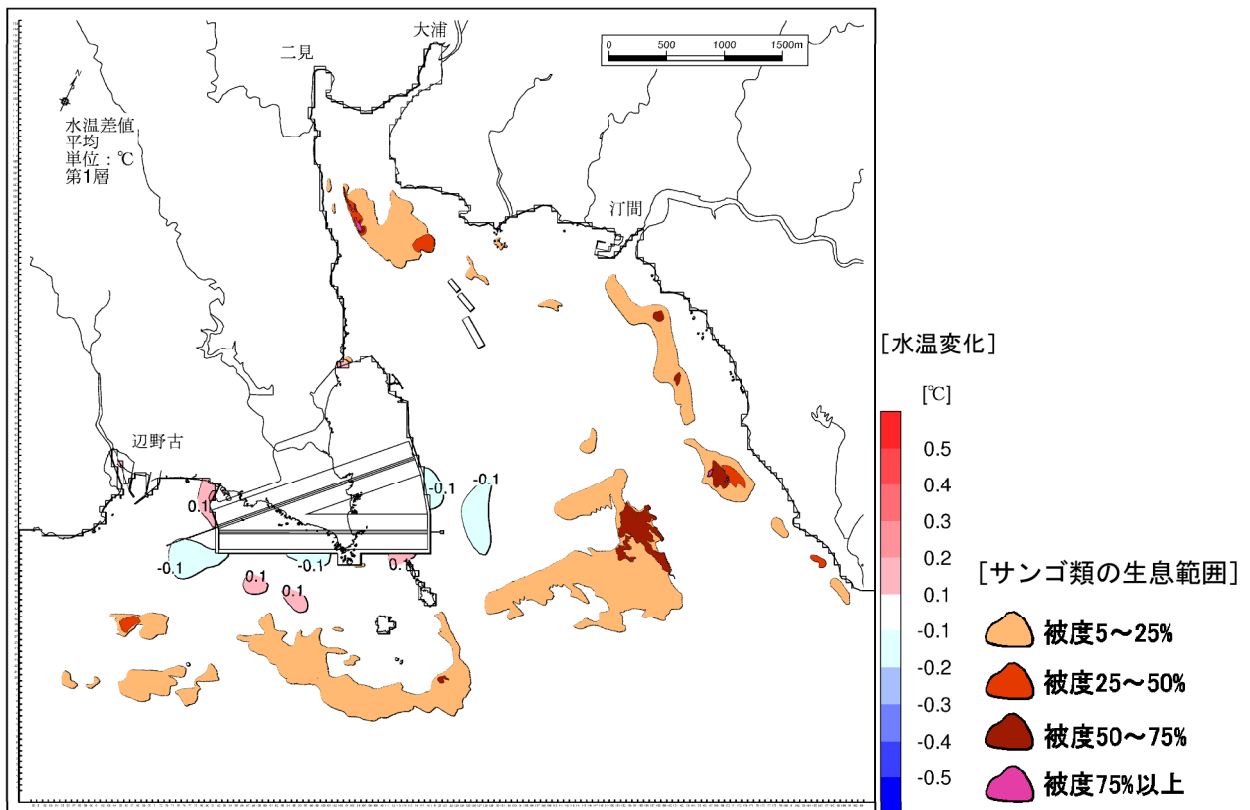 大浦
二見
0 500 1000 1500m
N
水温差値
平均
単位：℃
第1層
汀間
辺野古
0.1
-0.1
-0.1
-0.1
-0.1
0.1
0.1
0.1
[水温変化]
[℃]
0.5
0.4
0.3
0.2
0.1
-0.1
-0.2
-0.3
-0.4
-0.5
[サンゴ類の生息範囲]
被度5～25%
被度25～50%
被度50～75%
被度75%以上